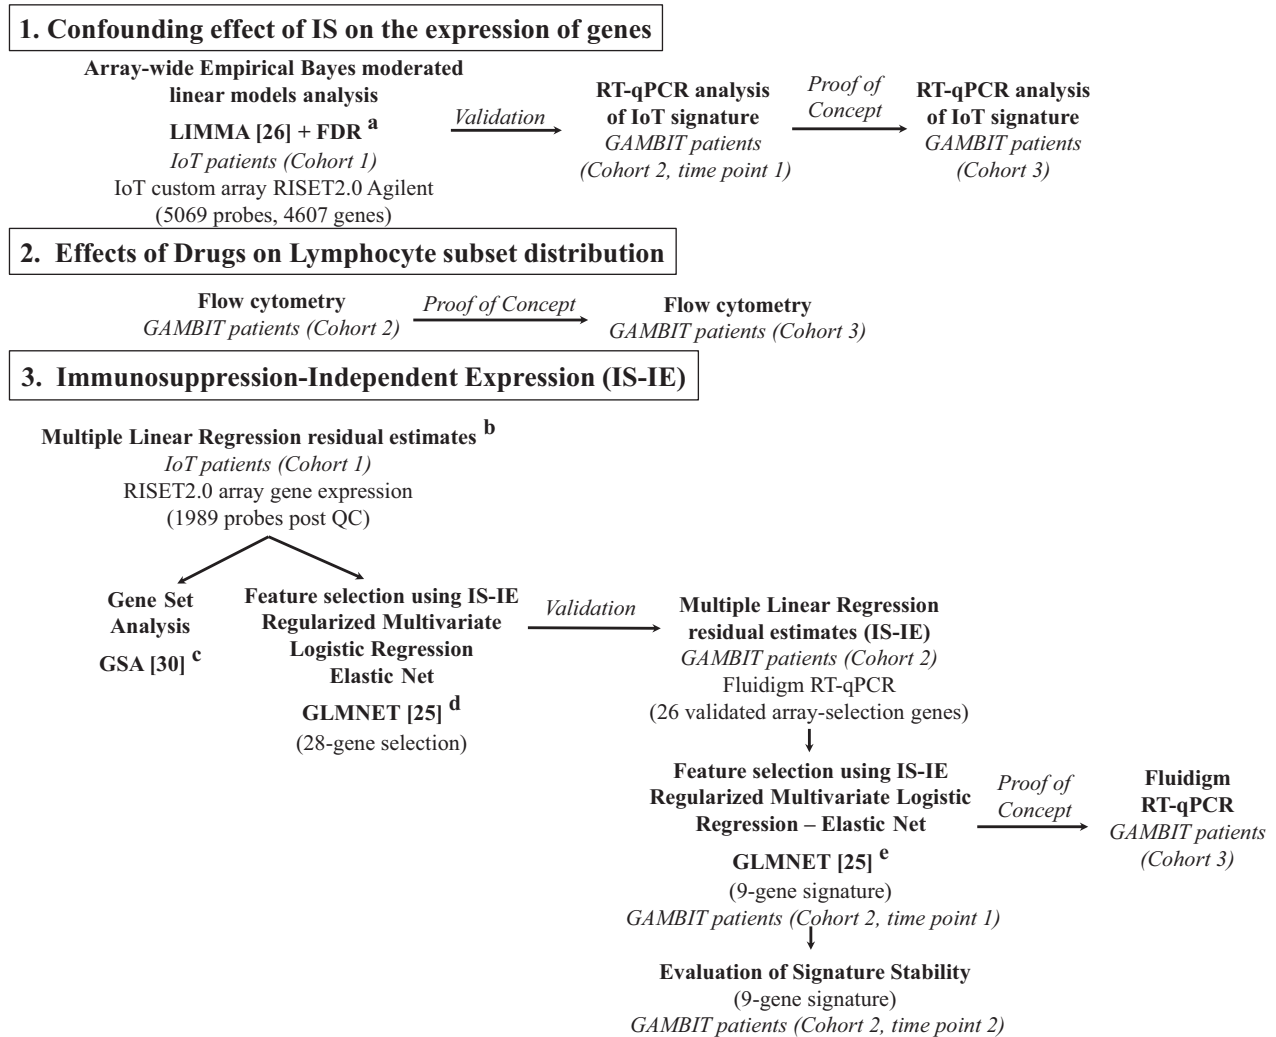 1. Confounding effect of IS on the expression of genes
Array-wide Empirical Bayes moderated
linear models analysis
LIMMA [26] + FDR a
IoT patients (Cohort 1)
IoT custom array RISET2.0 Agilent
(5069 probes, 4607 genes)
Validation
RT-qPCR analysis
of IoT signature
GAMBIT patients
(Cohort 2, time point 1)
Proof of
Concept
RT-qPCR analysis
of IoT signature
GAMBIT patients
(Cohort 3)
2. Effects of Drugs on Lymphocyte subset distribution
Flow cytometry
GAMBIT patients (Cohort 2)
Proof of Concept
Flow cytometry
GAMBIT patients (Cohort 3)
3. Immunosuppression-Independent Expression (IS-IE)
Multiple Linear Regression residual estimates b
IoT patients (Cohort 1)
RISET2.0 array gene expression
(1989 probes post QC)
Gene Set
Analysis
GSA [30] c
Feature selection using IS-IE
Regularized Multivariate
Logistic Regression
Elastic Net
GLMNET [25] d
(28-gene selection)
Validation
Multiple Linear Regression
residual estimates (IS-IE)
GAMBIT patients (Cohort 2)
Fluidigm RT-qPCR
(26 validated array-selection genes)
Feature selection using IS-IE
Regularized Multivariate Logistic
Regression – Elastic Net
GLMNET [25] e
(9-gene signature)
GAMBIT patients (Cohort 2, time point 1)
Proof of
Concept
Fluidigm
RT-qPCR
GAMBIT patients
(Cohort 3)
Evaluation of Signature Stability
(9-gene signature)
GAMBIT patients (Cohort 2, time point 2)